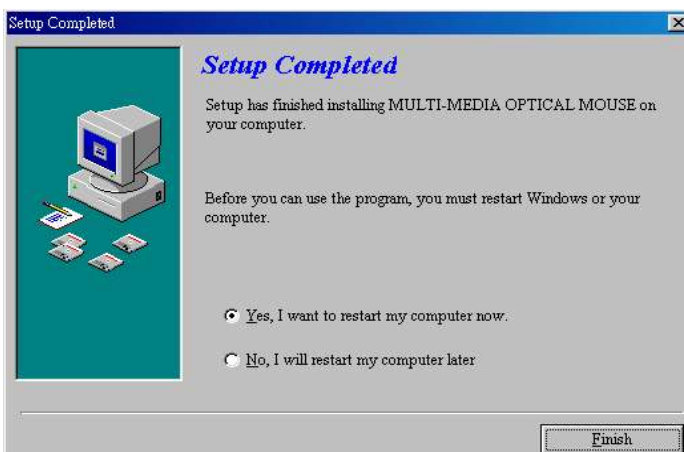 Setup Completed
Setup Completed
Setup has finished installing MULTI-MEDIA OPTICAL MOUSE on
your computer.
Before you can use the program, you must restart Windows or your
computer.
Yes, I want to restart my computer now.
No, I will restart my computer later
Finish